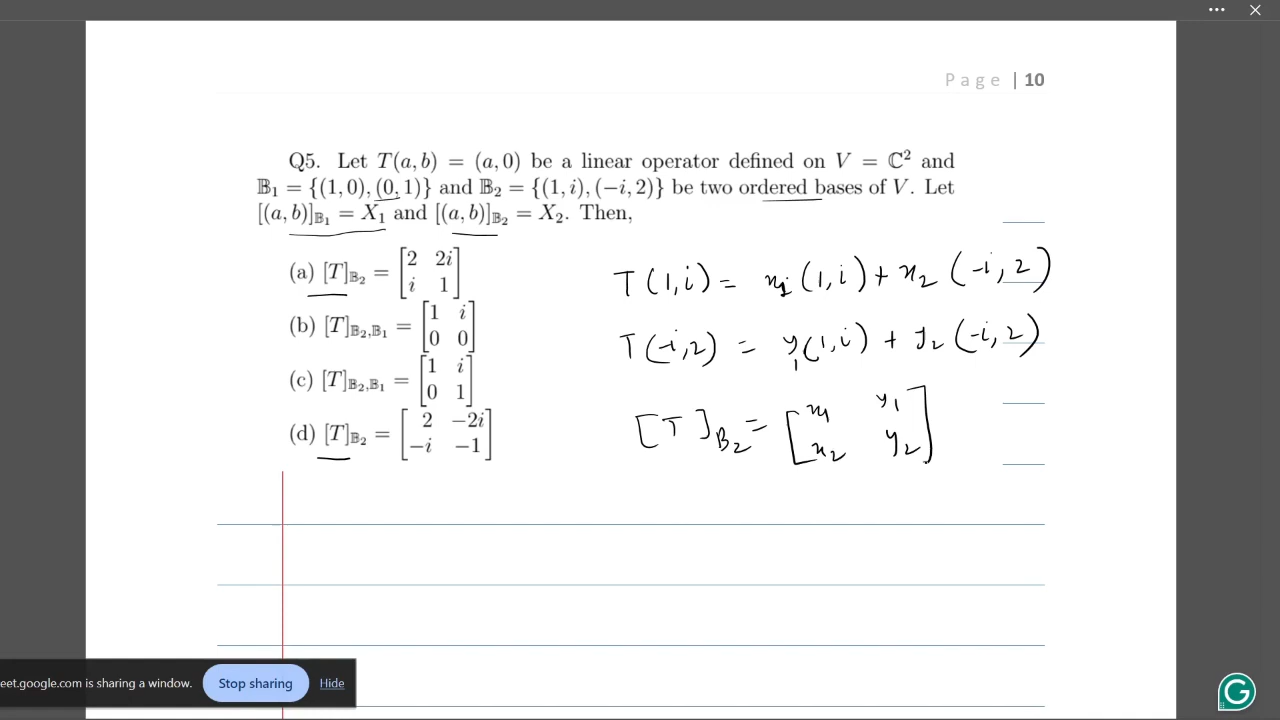 Page | 10
Q5. Let T(a, b) = (a, 0) be a linear operator defined on V = ℂ² and
𝔹₁ = {(1, 0), (0, 1)} and 𝔹₂ = {(1, i), (−i, 2)} be two ordered bases of V. Let
[(a, b)]𝔹₁ = X₁ and [(a, b)]𝔹₂ = X₂. Then,
(a) [T]𝔹₂ = [2 2i; i 1]
(b) [T]𝔹₂,𝔹₁ = [1 i; 0 0]
(c) [T]𝔹₂,𝔹₁ = [1 i; 0 1]
(d) [T]𝔹₂ = [2 −2i; −i −1]
T(1, i) = x₁(1, i) + x₂(−i, 2)
T(−i, 2) = y₁(1, i) + y₂(−i, 2)
[T]B₂ = [x₁ y₁; x₂ y₂]
eet.google.com is sharing a window.
Stop sharing
Hide